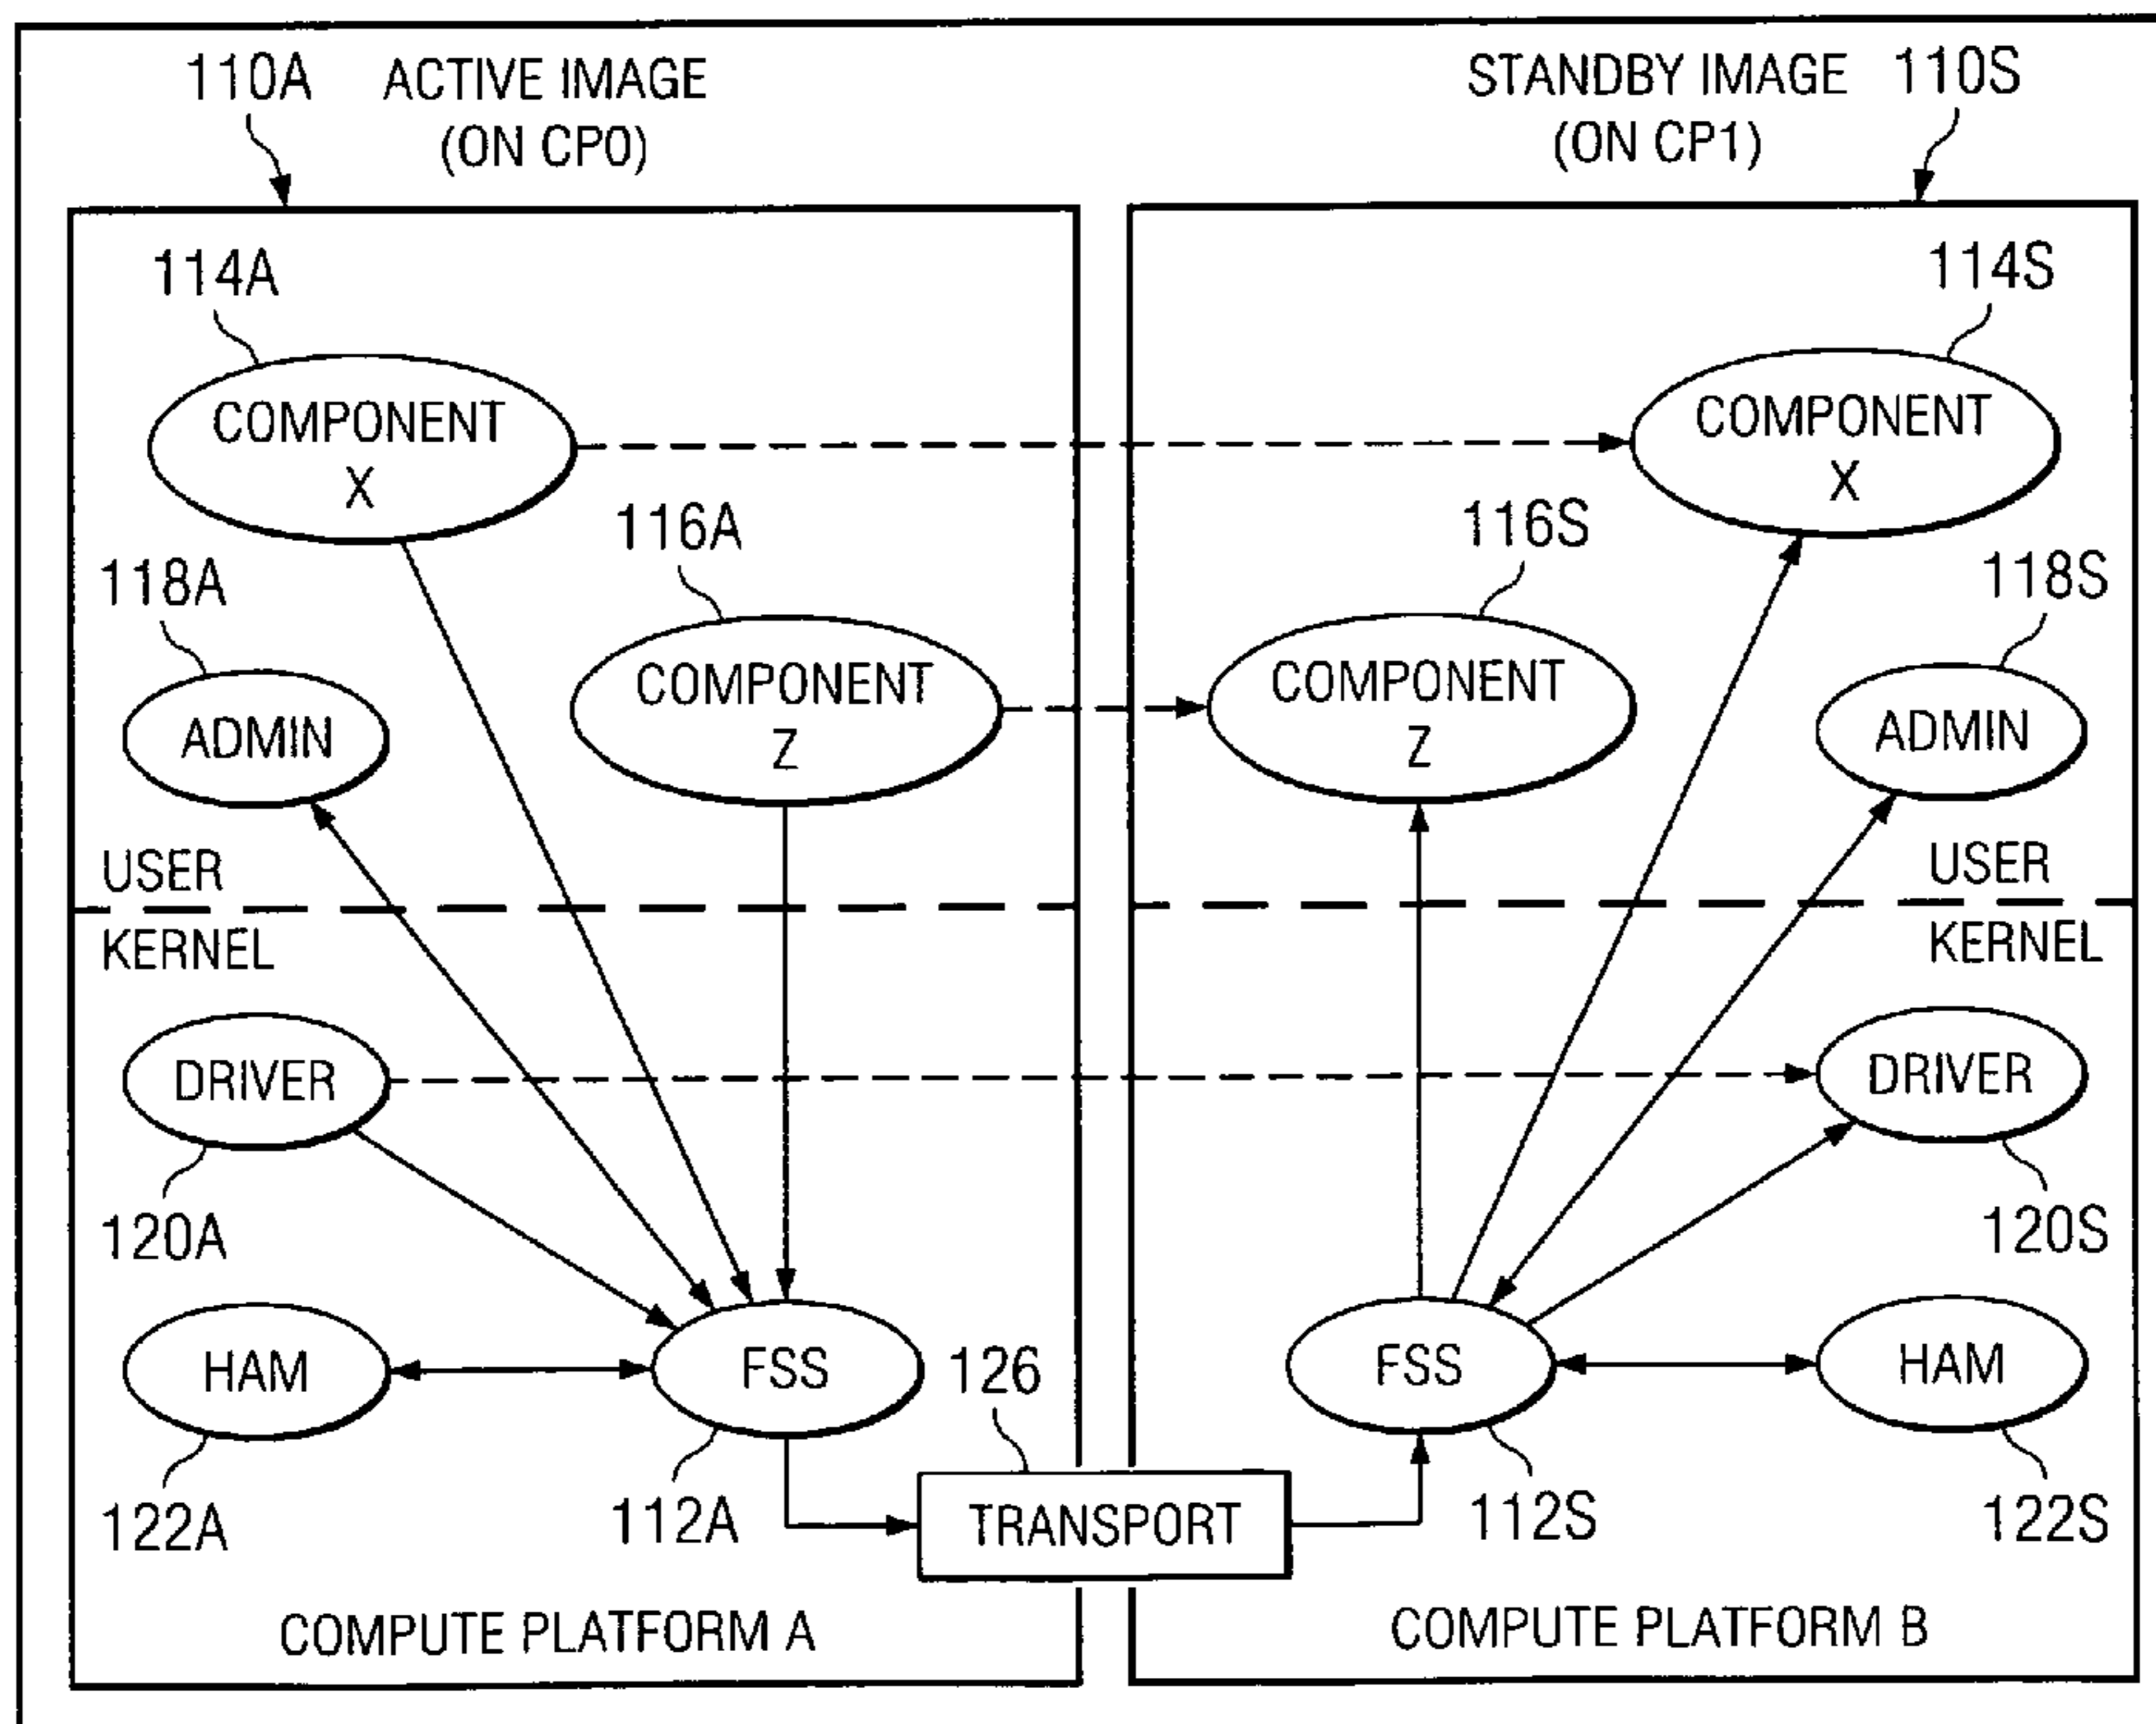 110A
ACTIVE IMAGE
(ON CP0)
STANDBY IMAGE
(ON CP1)
110S
114A
COMPONENT
X
114S
COMPONENT
X
116A
COMPONENT
Z
116S
COMPONENT
Z
118A
ADMIN
118S
ADMIN
USER
KERNEL
USER
KERNEL
DRIVER
120A
DRIVER
120S
HAM
122A
FSS
112A
126
TRANSPORT
FSS
112S
HAM
122S
COMPUTE PLATFORM A
COMPUTE PLATFORM B